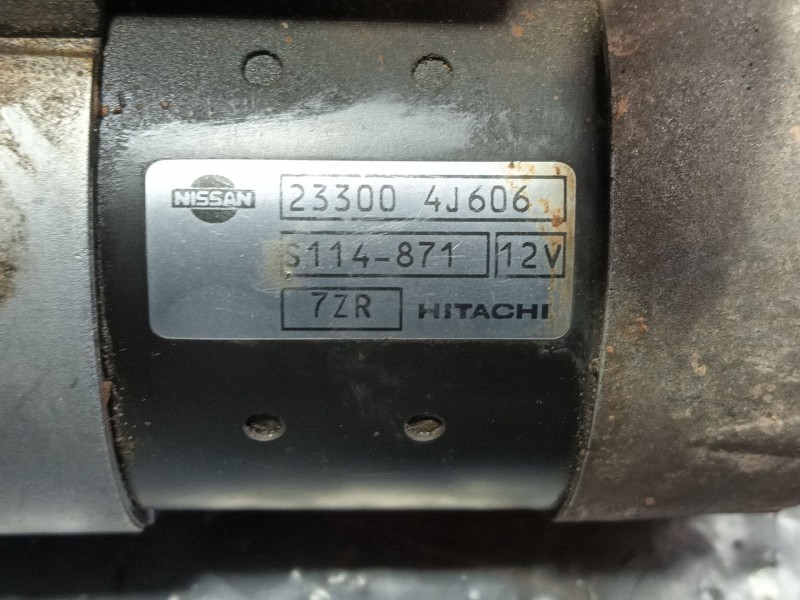 NISSAN 23300 4J606
S114-871 12V
7ZR HITACHI